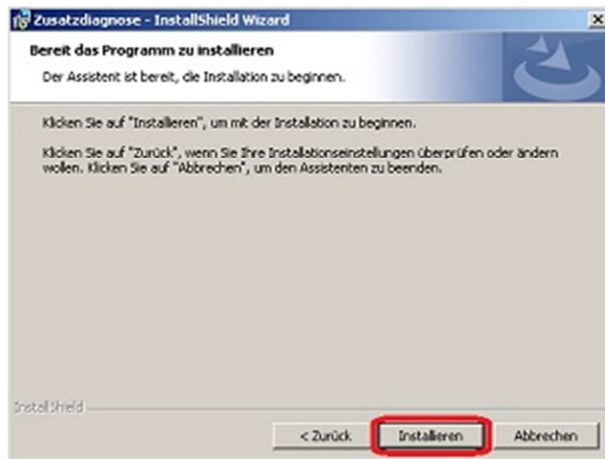 Zusatzdiagnose - InstallShield Wizard
Bereit das Programm zu installieren
Der Assistent ist bereit, die Installation zu beginnen.
Klicken Sie auf "Installieren", um mit der Installation zu beginnen.
Klicken Sie auf "Zurück", wenn Sie Ihre Installationseinstellungen überprüfen oder ändern
wollen. Klicken Sie auf "Abbrechen", um den Assistenten zu beenden.
InstallShield
< Zurück Installieren Abbrechen